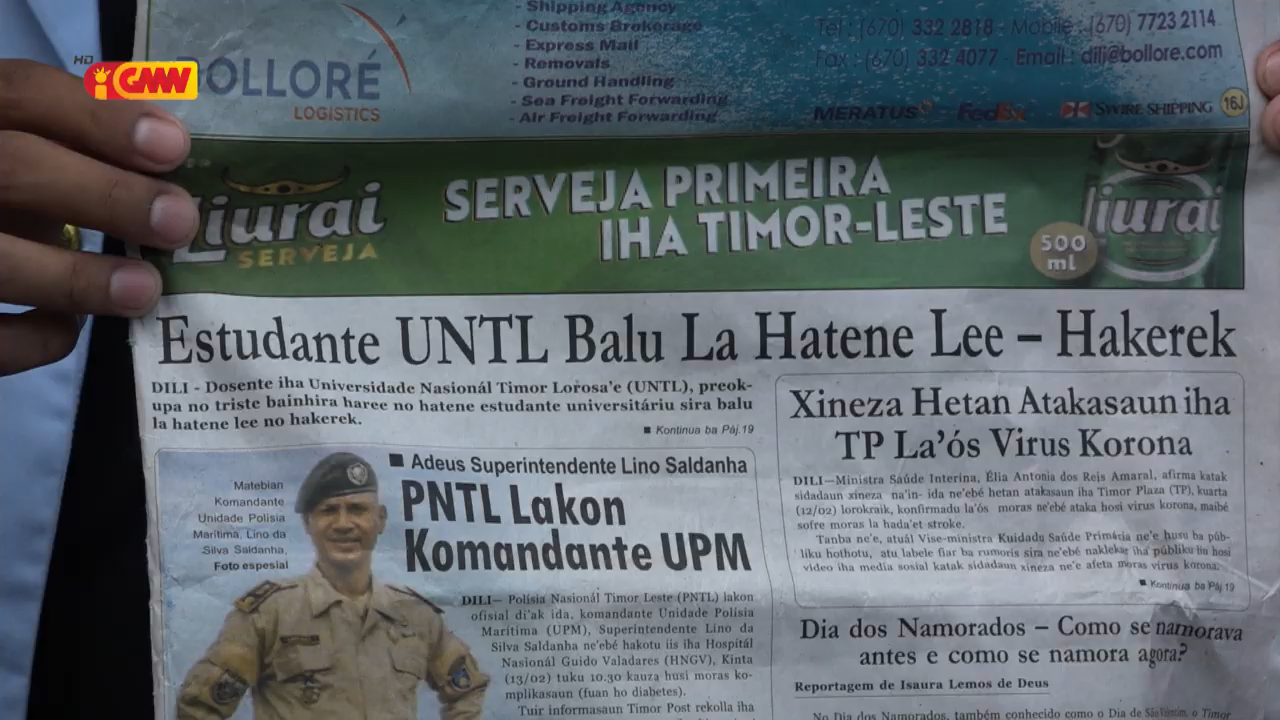 HD
GMW
BOLLORÉ
LOGISTICS
- Shipping Agency
- Customs Brokerage
- Express Mail
- Removals
- Ground Handling
- Sea Freight Forwarding
- Air Freight Forwarding
Tel : (670) 332 2818 - Mobile : (670) 7723 2114
Fax : (670) 332 4077 - Email : dili@bollore.com
MERATUS FedEx SWIRE SHIPPING 16J
Liurai
SERVEJA
SERVEJA PRIMEIRA
IHA TIMOR-LESTE
500
ml
liurai
Estudante UNTL Balu La Hatene Lee – Hakerek
DILI - Dosente iha Universidade Nasionál Timor Lorosa'e (UNTL), preok-
upa no triste bainhira haree no hatene estudante universitáriu sira balu
la hatene lee no hakerek.
■ Kontinua ba Páj.19
Matebian
Komandante
Unidade Polisia
Maritima, Lino da
Silva Saldanha,
Foto espesial
■ Adeus Superintendente Lino Saldanha
PNTL Lakon
Komandante UPM
DILI— Polísia Nasionál Timor Leste (PNTL) lakon
ofisial di'ak ida, komandante Unidade Polisia
Maritima (UPM), Superintendente Lino da
Silva Saldanha ne'ebé hakotu iis iha Hospitál
Nasionál Guido Valadares (HNGV), Kinta
(13/02) tuku 10.30 kauza husi moras ko-
mplikasaun (fuan ho diabetes).
Tuir informasaun Timor Post rekolla iha
Xineza Hetan Atakasaun iha
TP La'ós Virus Korona
DILI—Ministra Saúde Interina, Élia Antonia dos Reis Amaral, afirma katak
sidadaun xineza na'in- ida ne'ebé hetan atakasaun iha Timor Plaza (TP), kuarta
(12/02) lorokraik, konfirmadu la'ós moras ne'ebé ataka hosi virus korona, maibé
sofre moras la hada'et stroke.
Tanba ne'e, atuál Vise-ministra Kuidadu Saúde Primária ne'e husu ba púb-
liku hothotu, atu labele fiar ba rumoris sira ne'ebé naklekar iha públiku liu hosi
video iha media sosial katak sidadaun xineza ne'e afeta moras virus korona.
■ Kontinua ba Páj 19
Dia dos Namorados – Como se namorava
antes e como se namora agora?
Reportagem de Isaura Lemos de Deus
No Dia dos Namorados, também conhecido como o Dia de São Valentim, o Timor